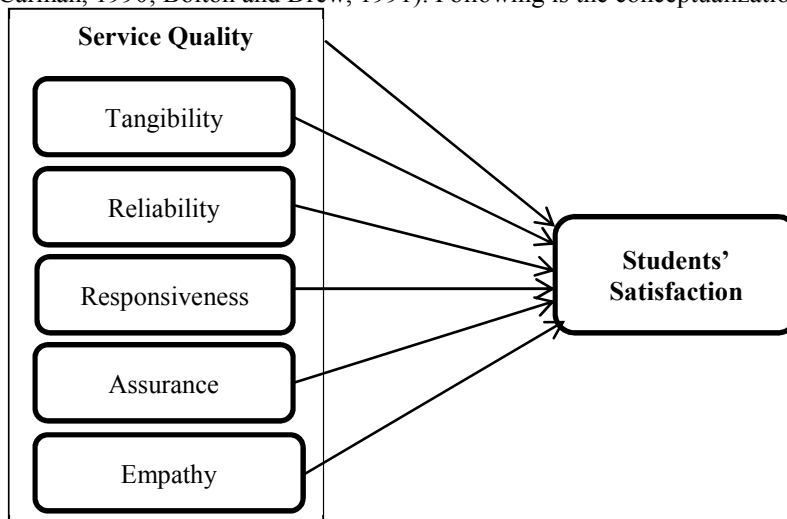 Carman, 1990; Bolton and Drew, 1991). Following is the conceptualizatio
Service Quality
Tangibility
Reliability
Responsiveness
Assurance
Empathy
Students’
Satisfaction